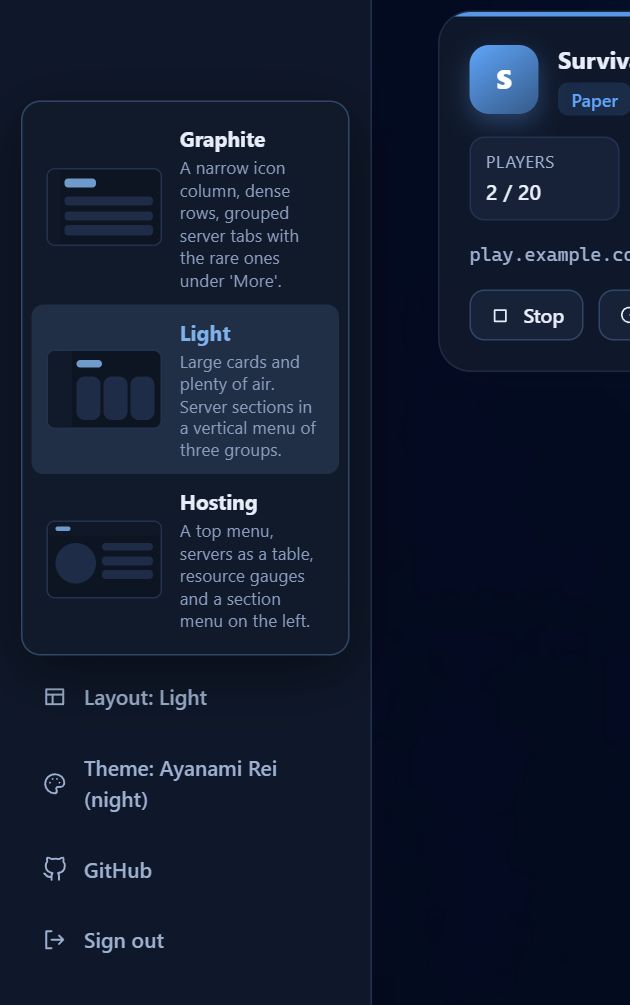 Graphite
A narrow icon
column, dense
rows, grouped
server tabs with
the rare ones
under 'More'.
Light
Large cards and
plenty of air.
Server sections in
a vertical menu of
three groups.
Hosting
A top menu,
servers as a table,
resource gauges
and a section
menu on the left.
Layout: Light
Theme: Ayanami Rei
(night)
GitHub
Sign out
S
Surviv
Paper
PLAYERS
2 / 20
play.example.co
Stop